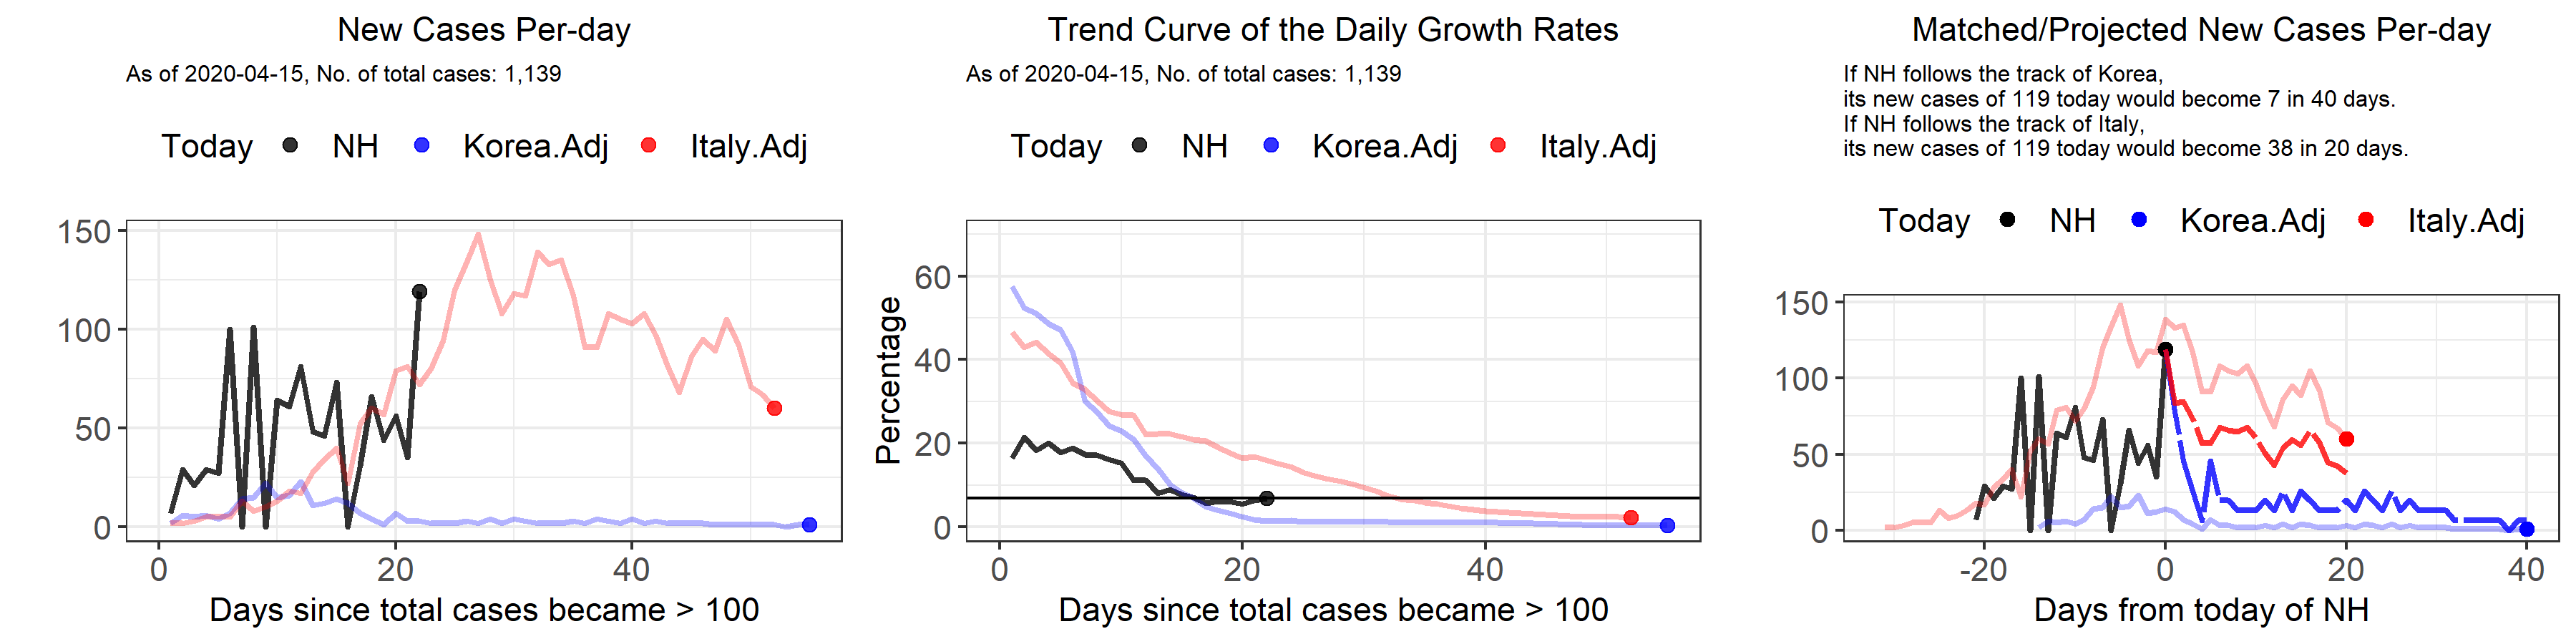 New Cases Per-day
As of 2020-04-15, No. of total cases: 1,139
Today NH Korea.Adj Italy.Adj
150
100
50
0
0 20 40
Days since total cases became > 100
Trend Curve of the Daily Growth Rates
As of 2020-04-15, No. of total cases: 1,139
Today NH Korea.Adj Italy.Adj
Percentage
60
40
20
0
0 20 40
Days since total cases became > 100
Matched/Projected New Cases Per-day
If NH follows the track of Korea,
its new cases of 119 today would become 7 in 40 days.
If NH follows the track of Italy,
its new cases of 119 today would become 38 in 20 days.
Today NH Korea.Adj Italy.Adj
150
100
50
0
-20 0 20 40
Days from today of NH